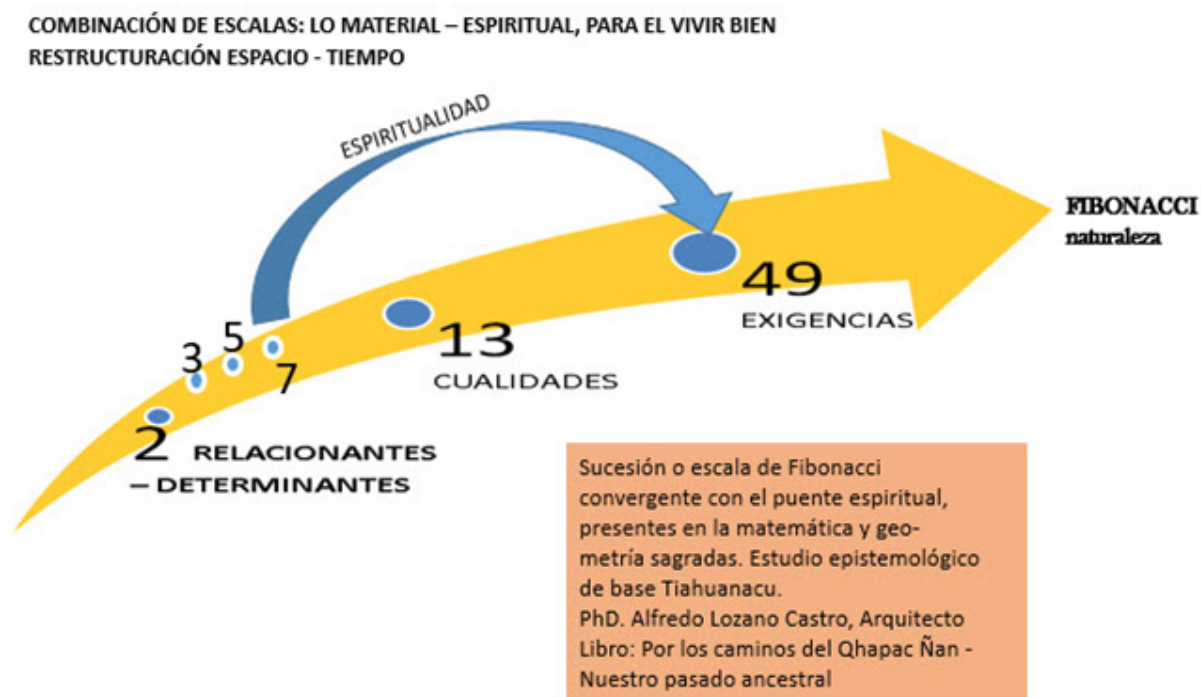 COMBINACIÓN DE ESCALAS: LO MATERIAL – ESPIRITUAL, PARA EL VIVIR BIEN
RESTRUCTURACIÓN ESPACIO - TIEMPO
ESPIRITUALIDAD
FIBONACCI
naturaleza
49
EXIGENCIAS
13
CUALIDADES
3
5
7
2 RELACIONANTES
– DETERMINANTES
Sucesión o escala de Fibonacci
convergente con el puente espiritual,
presentes en la matemática y geo-
metría sagradas. Estudio epistemológico
de base Tiahuanacu.
PhD. Alfredo Lozano Castro, Arquitecto
Libro: Por los caminos del Qhapac Ñan -
Nuestro pasado ancestral